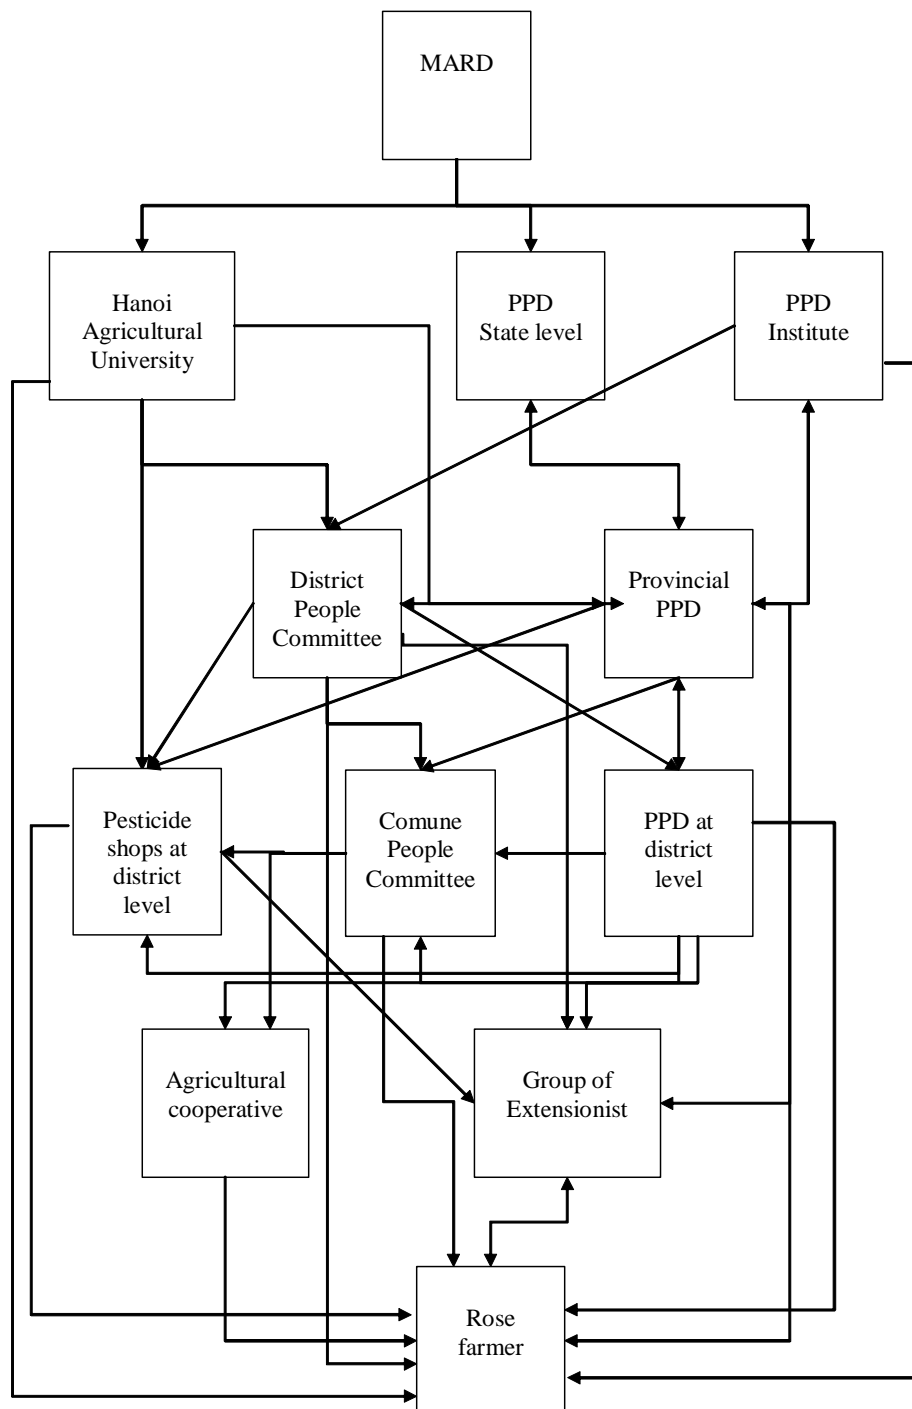 MARD
Hanoi
Agricultural
University
PPD
State level
PPD
Institute
District
People
Committee
Provincial
PPD
Pesticide
shops at
district
level
Comune
People
Committee
PPD at
district
level
Agricultural
cooperative
Group of
Extensionist
Rose
farmer